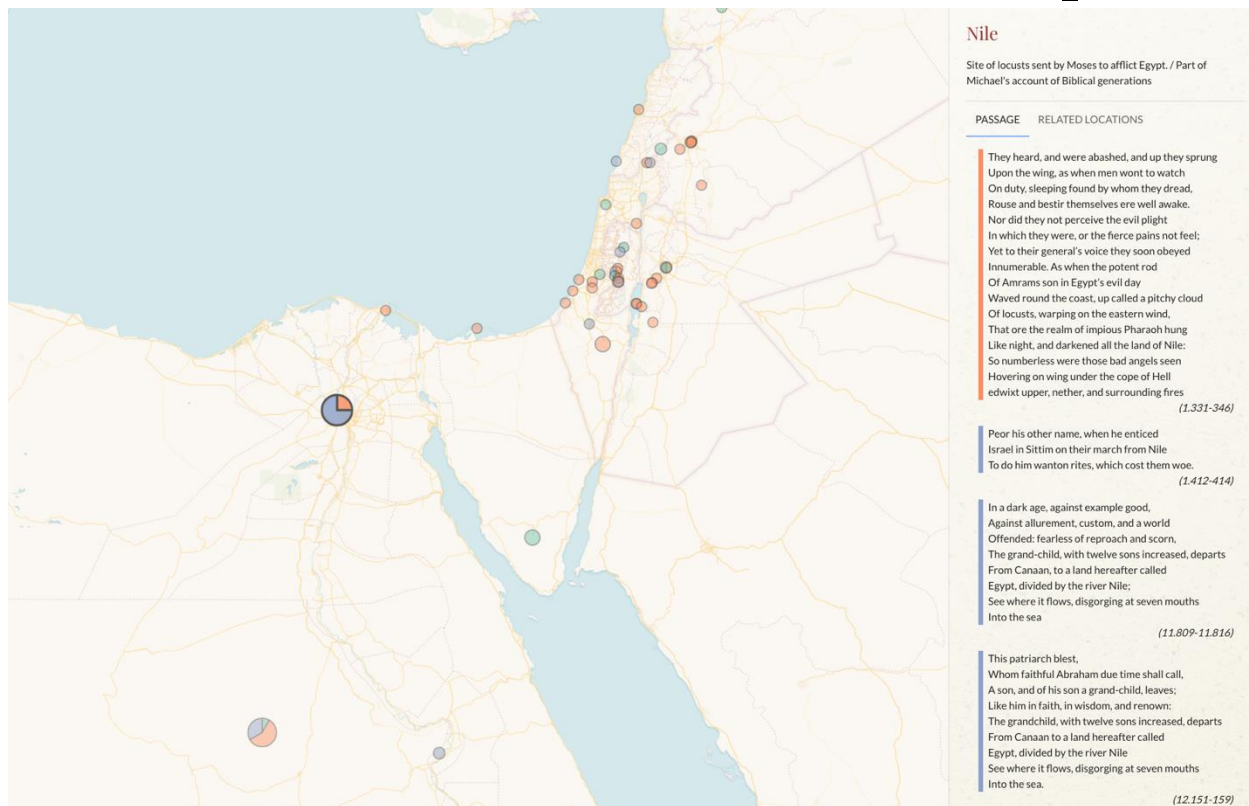 Nile
Site of locusts sent by Moses to afflict Egypt. / Part of
Michael's account of Biblical generations
PASSAGE RELATED LOCATIONS
They heard, and were abashed, and up they sprung
Upon the wing, as when men wont to watch
On duty, sleeping found by whom they dread,
Rouse and bestir themselves ere well awake.
Nor did they not perceive the evil plight
In which they were, or the fierce pains not feel;
Yet to their general's voice they soon obeyed
Innumerable. As when the potent rod
Of Amrams son in Egypt's evil day
Waved round the coast, up called a pitchy cloud
Of locusts, warping on the eastern wind,
That ore the realm of impious Pharaoh hung
Like night, and darkened all the land of Nile:
So numberless were those bad angels seen
Hovering on wing under the cope of Hell
edwixt upper, nether, and surrounding fires
(1.331-346)
Peor his other name, when he enticed
Israel in Sittim on their march from Nile
To do him wanton rites, which cost them woe.
(1.412-414)
In a dark age, against example good,
Against allurement, custom, and a world
Offended: fearless of reproach and scorn,
The grand-child, with twelve sons increased, departs
From Canaan, to a land hereafter called
Egypt, divided by the river Nile;
See where it flows, disgorging at seven mouths
Into the sea
(11.809-11.816)
This patriarch blest,
Whom faithful Abraham due time shall call,
A son, and of his son a grand-child, leaves;
Like him in faith, in wisdom, and renown:
The grandchild, with twelve sons increased, departs
From Canaan to a land hereafter called
Egypt, divided by the river Nile
See where it flows, disgorging at seven mouths
Into the sea.
(12.151-159)